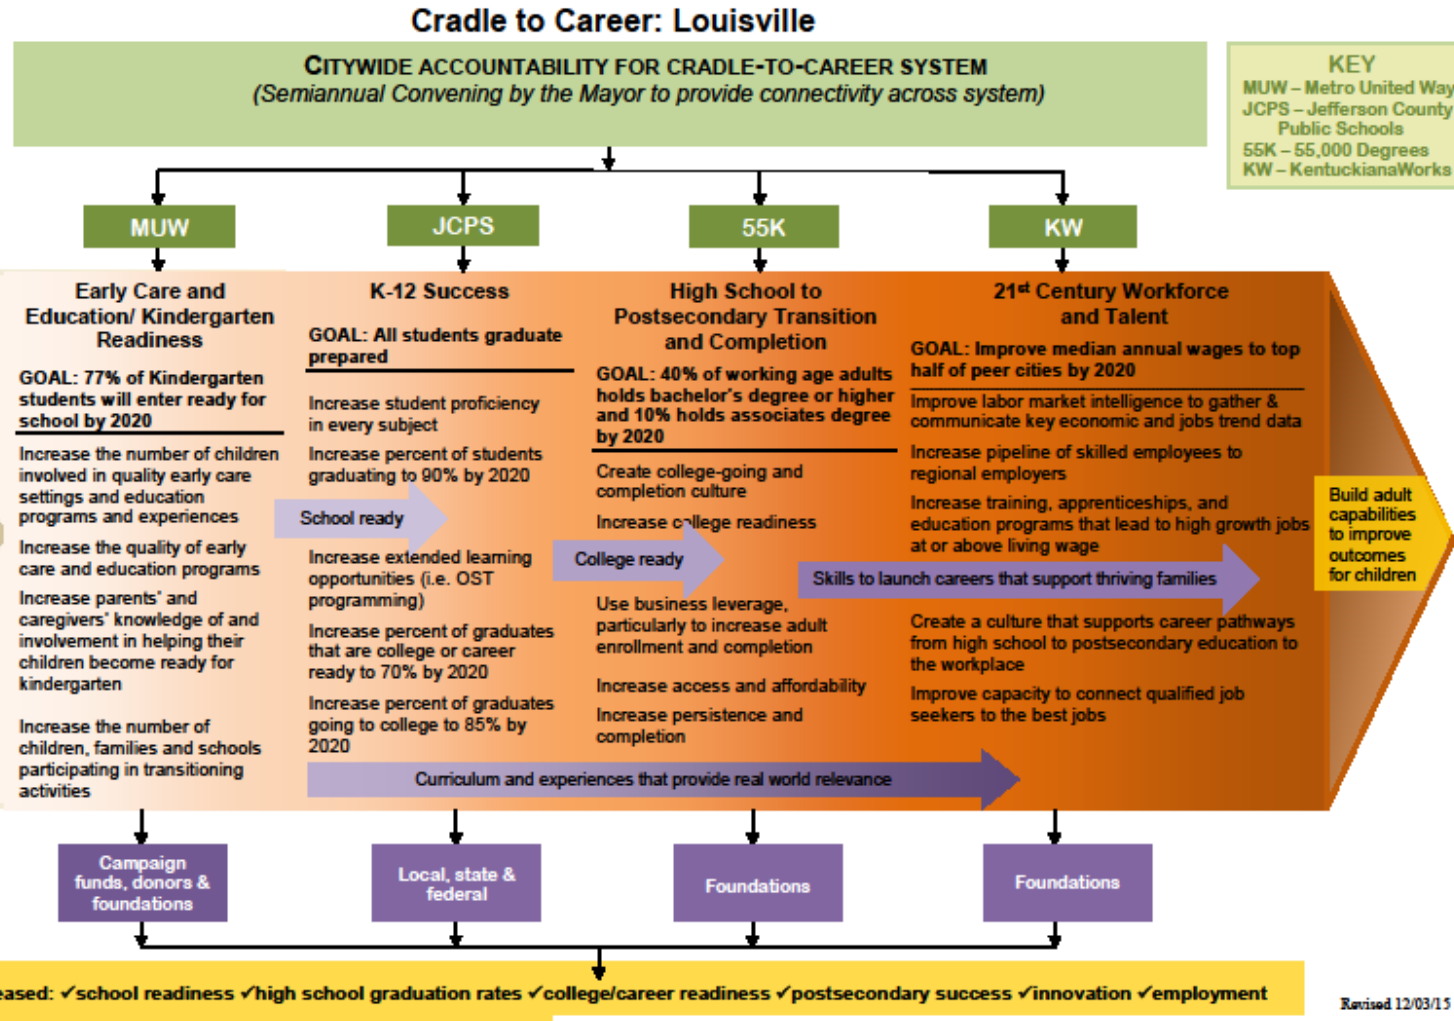 Cradle to Career: Louisville
CITYWIDE ACCOUNTABILITY FOR CRADLE-TO-CAREER SYSTEM
(Semiannual Convening by the Mayor to provide connectivity across system)
KEY
MUW – Metro United Way
JCPS – Jefferson County
Public Schools
55K – 55,000 Degrees
KW – KentuckianaWorks
MUW
JCPS
55K
KW
Early Care and
Education/ Kindergarten
Readiness
GOAL: 77% of Kindergarten
students will enter ready for
school by 2020
Increase the number of children
involved in quality early care
settings and education
programs and experiences
Increase the quality of early
care and education programs
Increase parents' and
caregivers' knowledge of and
involvement in helping their
children become ready for
kindergarten
Increase the number of
children, families and schools
participating in transitioning
activities
School ready
K-12 Success
GOAL: All students graduate
prepared
Increase student proficiency
in every subject
Increase percent of students
graduating to 90% by 2020
Increase extended learning
opportunities (i.e. OST
programming)
Increase percent of graduates
that are college or career
ready to 70% by 2020
Increase percent of graduates
going to college to 85% by
2020
College ready
High School to
Postsecondary Transition
and Completion
GOAL: 40% of working age adults
holds bachelor's degree or higher
and 10% holds associates degree
by 2020
Create college-going and
completion culture
Increase college readiness
Use business leverage,
particularly to increase adult
enrollment and completion
Increase access and affordability
Increase persistence and
completion
Skills to launch careers that support thriving families
21st Century Workforce
and Talent
GOAL: Improve median annual wages to top
half of peer cities by 2020
Improve labor market intelligence to gather &
communicate key economic and jobs trend data
Increase pipeline of skilled employees to
regional employers
Increase training, apprenticeships, and
education programs that lead to high growth jobs
at or above living wage
Create a culture that supports career pathways
from high school to postsecondary education to
the workplace
Improve capacity to connect qualified job
seekers to the best jobs
Curriculum and experiences that provide real world relevance
Build adult
capabilities
to improve
outcomes
for children
Campaign
funds, donors &
foundations
Local, state &
federal
Foundations
Foundations
eased: ✓school readiness ✓high school graduation rates ✓college/career readiness ✓postsecondary success ✓innovation ✓employment
Revised 12/03/15